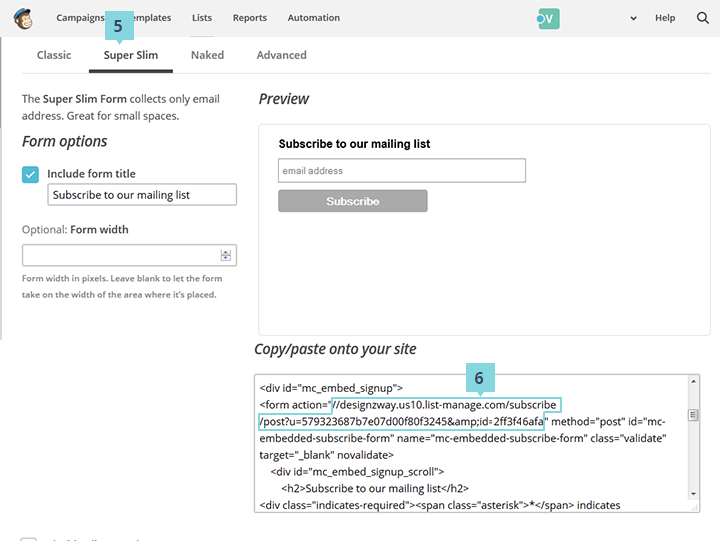 Campaigns Templates Lists Reports Automation V Help
5
Classic Super Slim Naked Advanced
The Super Slim Form collects only email
address. Great for small spaces.
Form options
Include form title
Subscribe to our mailing list
Optional: Form width
Form width in pixels. Leave blank to let the form
take on the width of the area where it's placed.
Preview
Subscribe to our mailing list
email address
Subscribe
Copy/paste onto your site
6
<div id="mc_embed_signup">
<form action="//designzway.us10.list-manage.com/subscribe
/post?u=579323687b7e07d00f80f3245&amp;id=2ff3f46afa" method="post" id="mc-
embedded-subscribe-form" name="mc-embedded-subscribe-form" class="validate"
target="_blank" novalidate>
<div id="mc_embed_signup_scroll">
<h2>Subscribe to our mailing list</h2>
<div class="indicates-required"><span class="asterisk">*</span> indicates